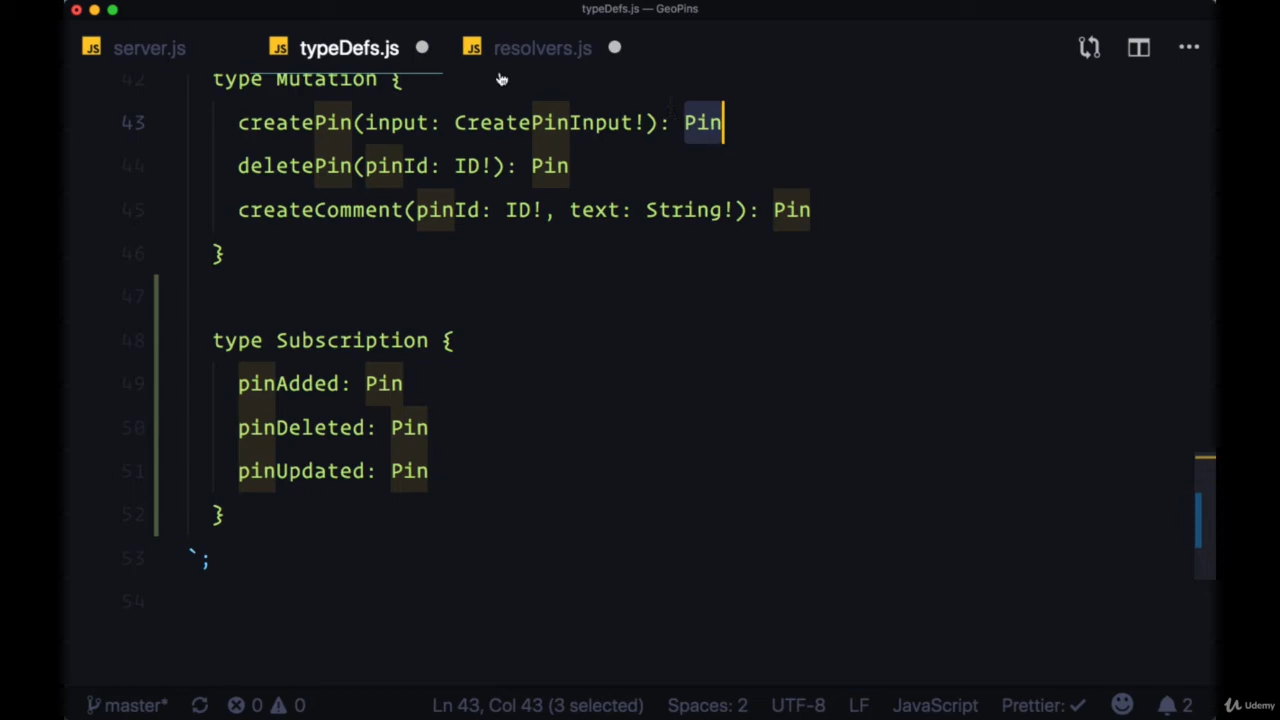 typeDefs.js — GeoPins
JS server.js JS typeDefs.js JS resolvers.js
42 type Mutation {
43 createPin(input: CreatePinInput!): Pin
44 deletePin(pinId: ID!): Pin
45 createComment(pinId: ID!, text: String!): Pin
46 }
47
48 type Subscription {
49 pinAdded: Pin
50 pinDeleted: Pin
51 pinUpdated: Pin
52 }
53 `;
54
master* 0 0 Ln 43, Col 43 (3 selected) Spaces: 2 UTF-8 LF JavaScript Prettier: ✓ 2 Udemy